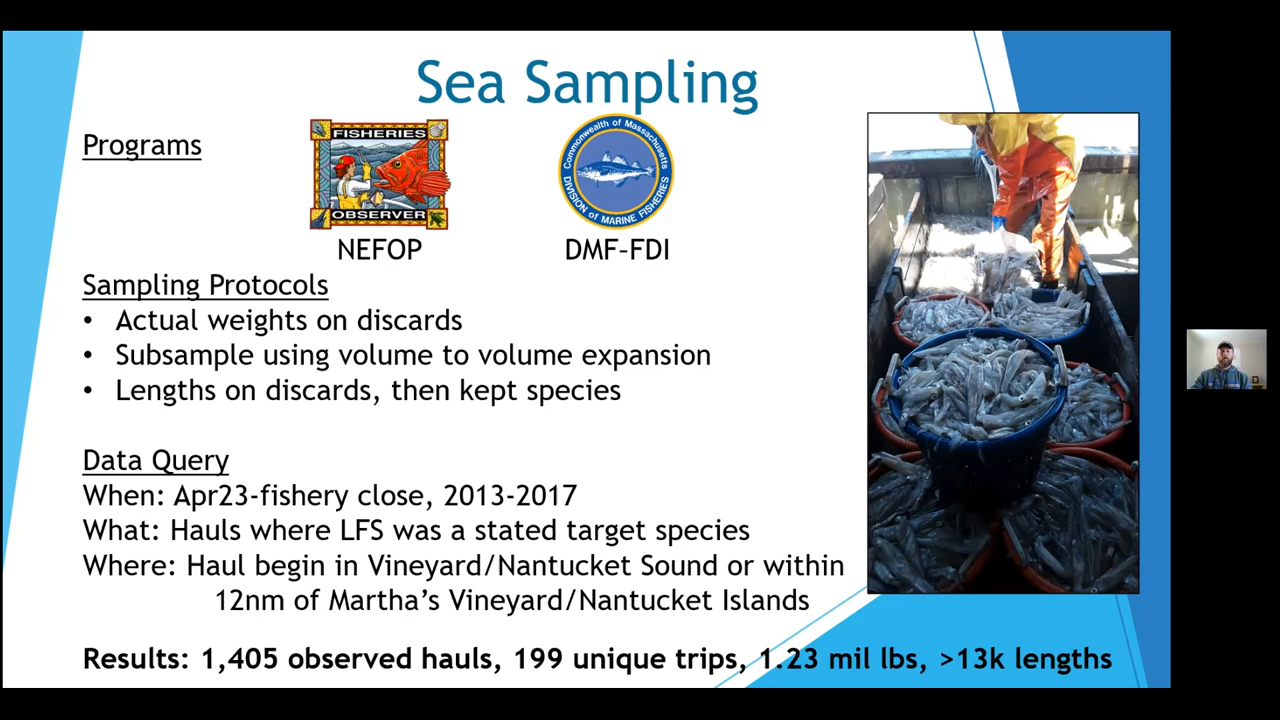 Sea Sampling
Programs
FISHERIES
OBSERVER
Commonwealth of Massachusetts
DIVISION of MARINE FISHERIES
NEFOP
DMF-FDI
Sampling Protocols
• Actual weights on discards
• Subsample using volume to volume expansion
• Lengths on discards, then kept species
Data Query
When: Apr23-fishery close, 2013-2017
What: Hauls where LFS was a stated target species
Where: Haul begin in Vineyard/Nantucket Sound or within
12nm of Martha’s Vineyard/Nantucket Islands
Results: 1,405 observed hauls, 199 unique trips, 1.23 mil lbs, >13k lengths